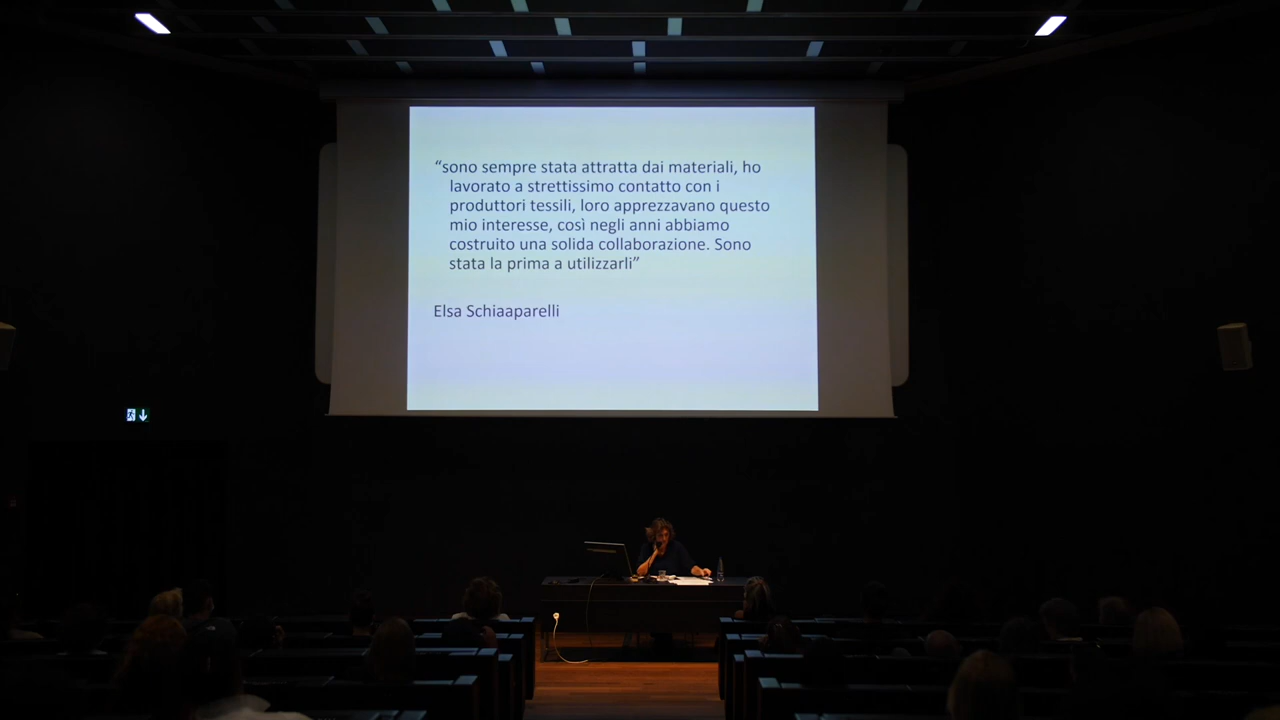 “sono sempre stata attratta dai materiali, ho
lavorato a strettissimo contatto con i
produttori tessili, loro apprezzavano questo
mio interesse, così negli anni abbiamo
costruito una solida collaborazione. Sono
stata la prima a utilizzarli”
Elsa Schiaaparelli